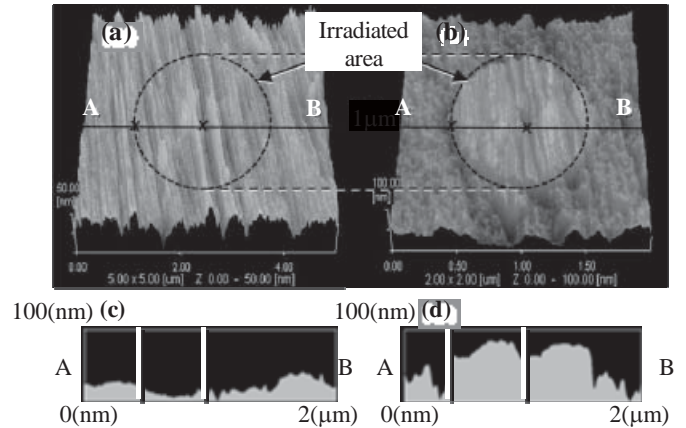 (a)
Irradiated
area
(b)
A
B
1μm
A
B
50.00
[nm]
100.00
[nm]
0.00
2.00
4.00
5.00 x 5.00 [um] Z 0.00 - 50.00 [nm]
0.00
0.50
1.00
1.50
2.00 x 2.00 [um] Z 0.00 - 100.00 [nm]
100(nm) (c)
A
B
0(nm)
2(μm)
100(nm) (d)
A
B
0(nm)
2(μm)